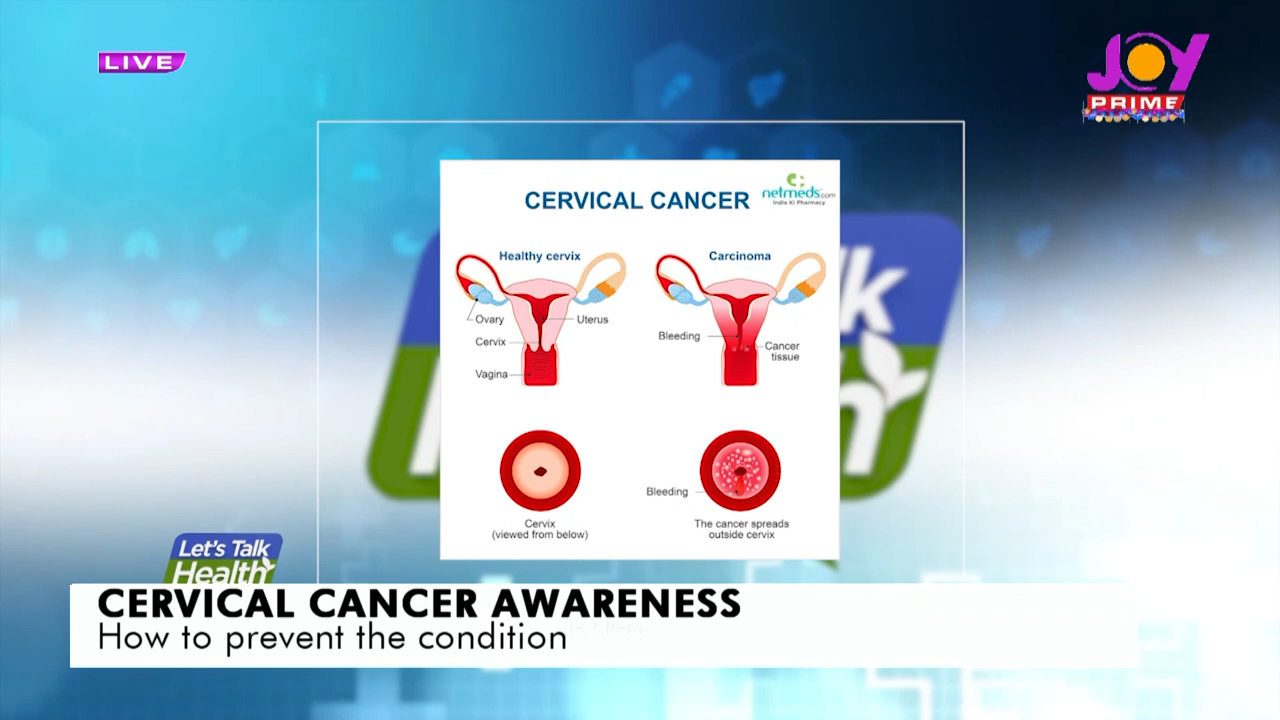 LIVE
JOY
PRIME
CERVICAL CANCER
netmeds.com
India Ki Pharmacy
Healthy cervix
Carcinoma
Ovary
Uterus
Cervix
Vagina
Bleeding
Cancer
tissue
Bleeding
Cervix
(viewed from below)
The cancer spreads
outside cervix
Let's Talk
Health
CERVICAL CANCER AWARENESS
How to prevent the condition